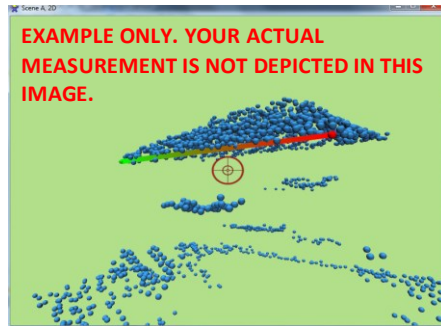 Scene A, 2D
EXAMPLE ONLY. YOUR ACTUAL
MEASUREMENT IS NOT DEPICTED IN THIS
IMAGE.